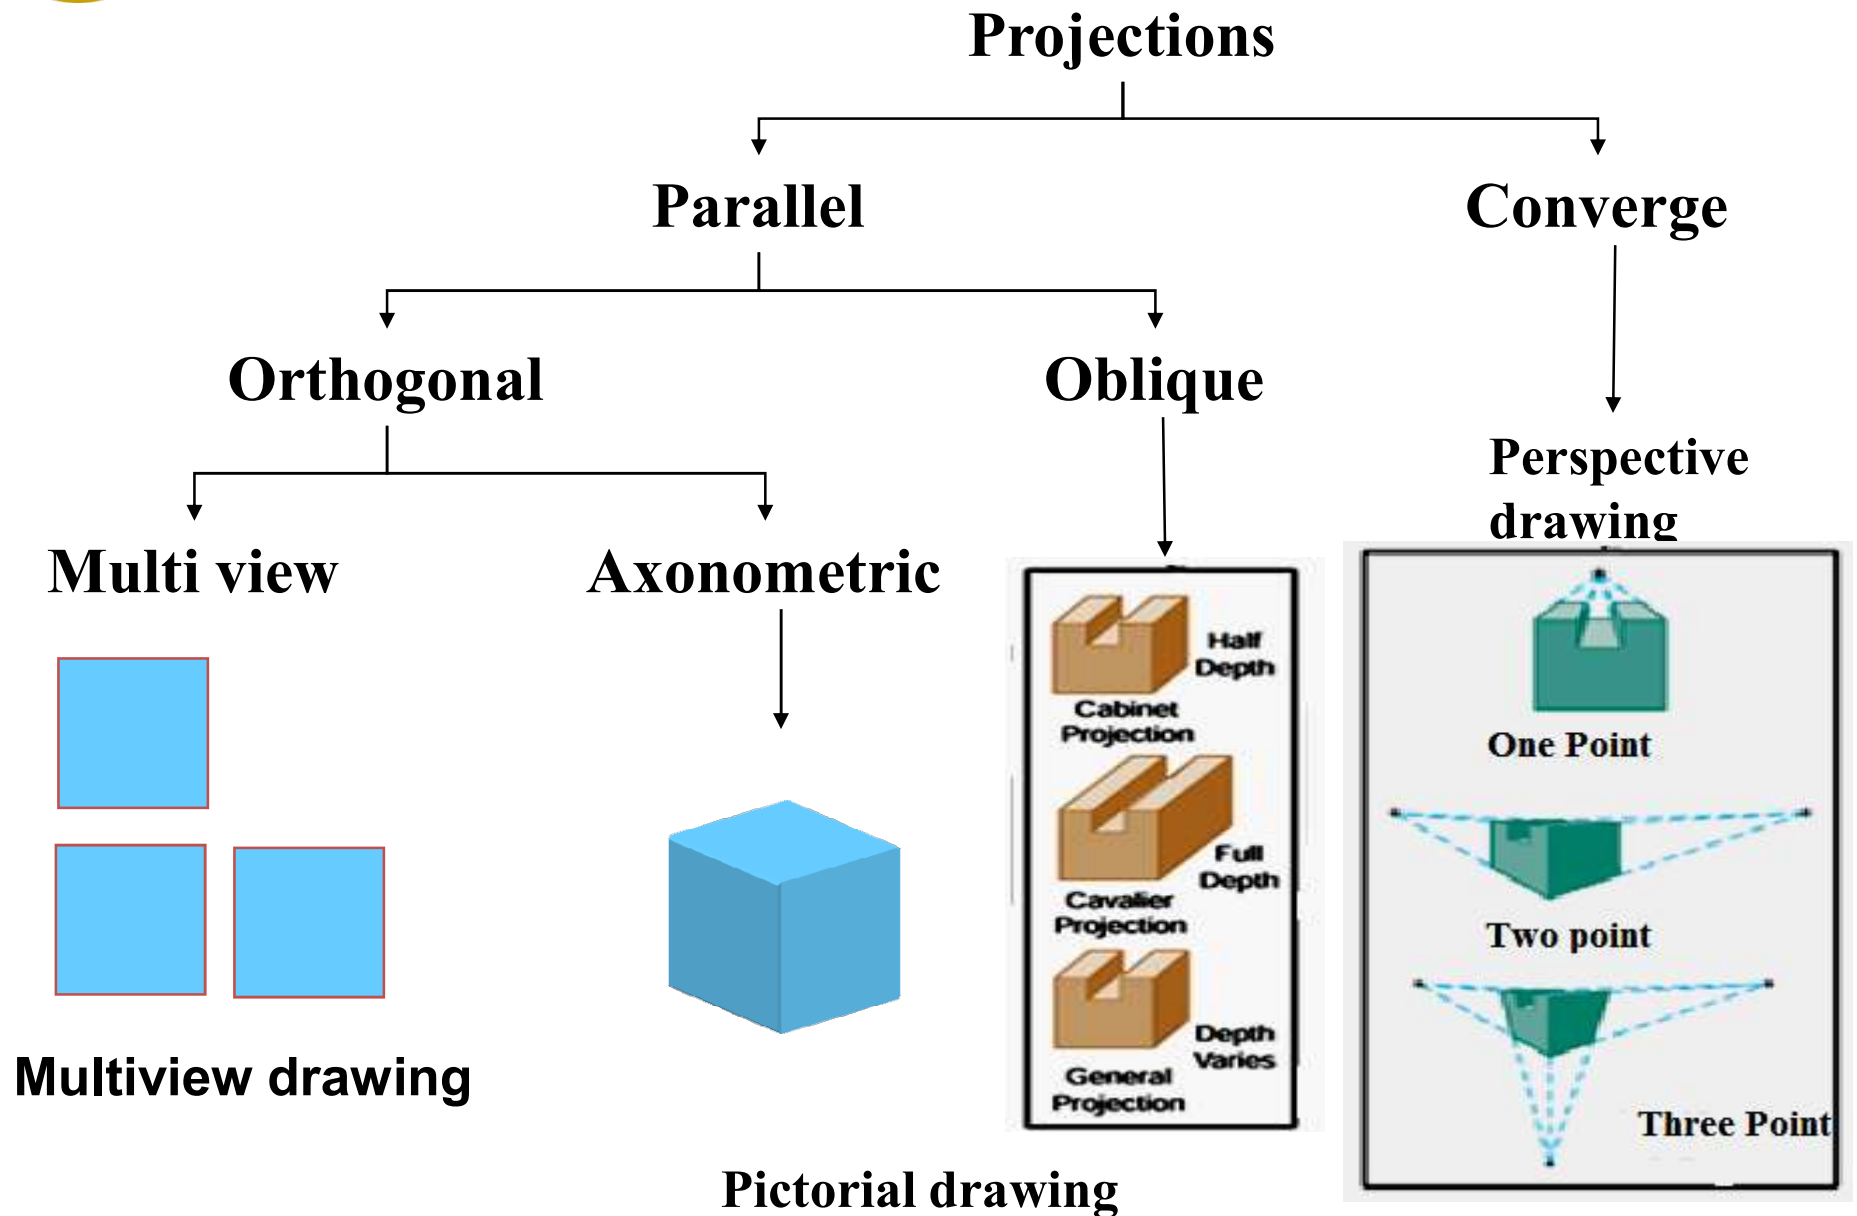 Projections
Parallel
Converge
Orthogonal
Oblique
Perspective
drawing
Multi view
Axonometric
Half
Depth
Cabinet
Projection
Full
Depth
Cavalier
Projection
Depth
Varies
General
Projection
One Point
Two point
Three Point
Multiview drawing
Pictorial drawing